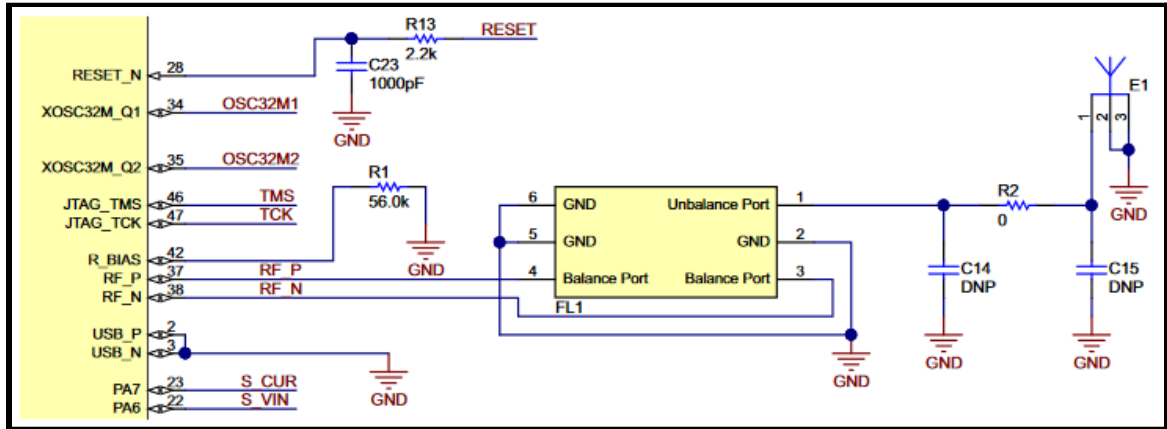 R13
RESET
2.2k
C23
1000pF
RESET_N
28
GND
XOSC32M_Q1
34
OSC32M1
XOSC32M_Q2
35
OSC32M2
JTAG_TMS
46
TMS
JTAG_TCK
47
TCK
R1
56.0k
GND
R_BIAS
42
RF_P
37
RF_P
RF_N
38
RF_N
USB_P
2
USB_N
3
GND
PA7
23
S_CUR
PA6
22
S_VIN
6
GND
Unbalance Port
1
5
GND
GND
2
4
Balance Port
Balance Port
3
FL1
GND
R2
0
E1
1
2
3
GND
C14
DNP
C15
DNP
GND
GND